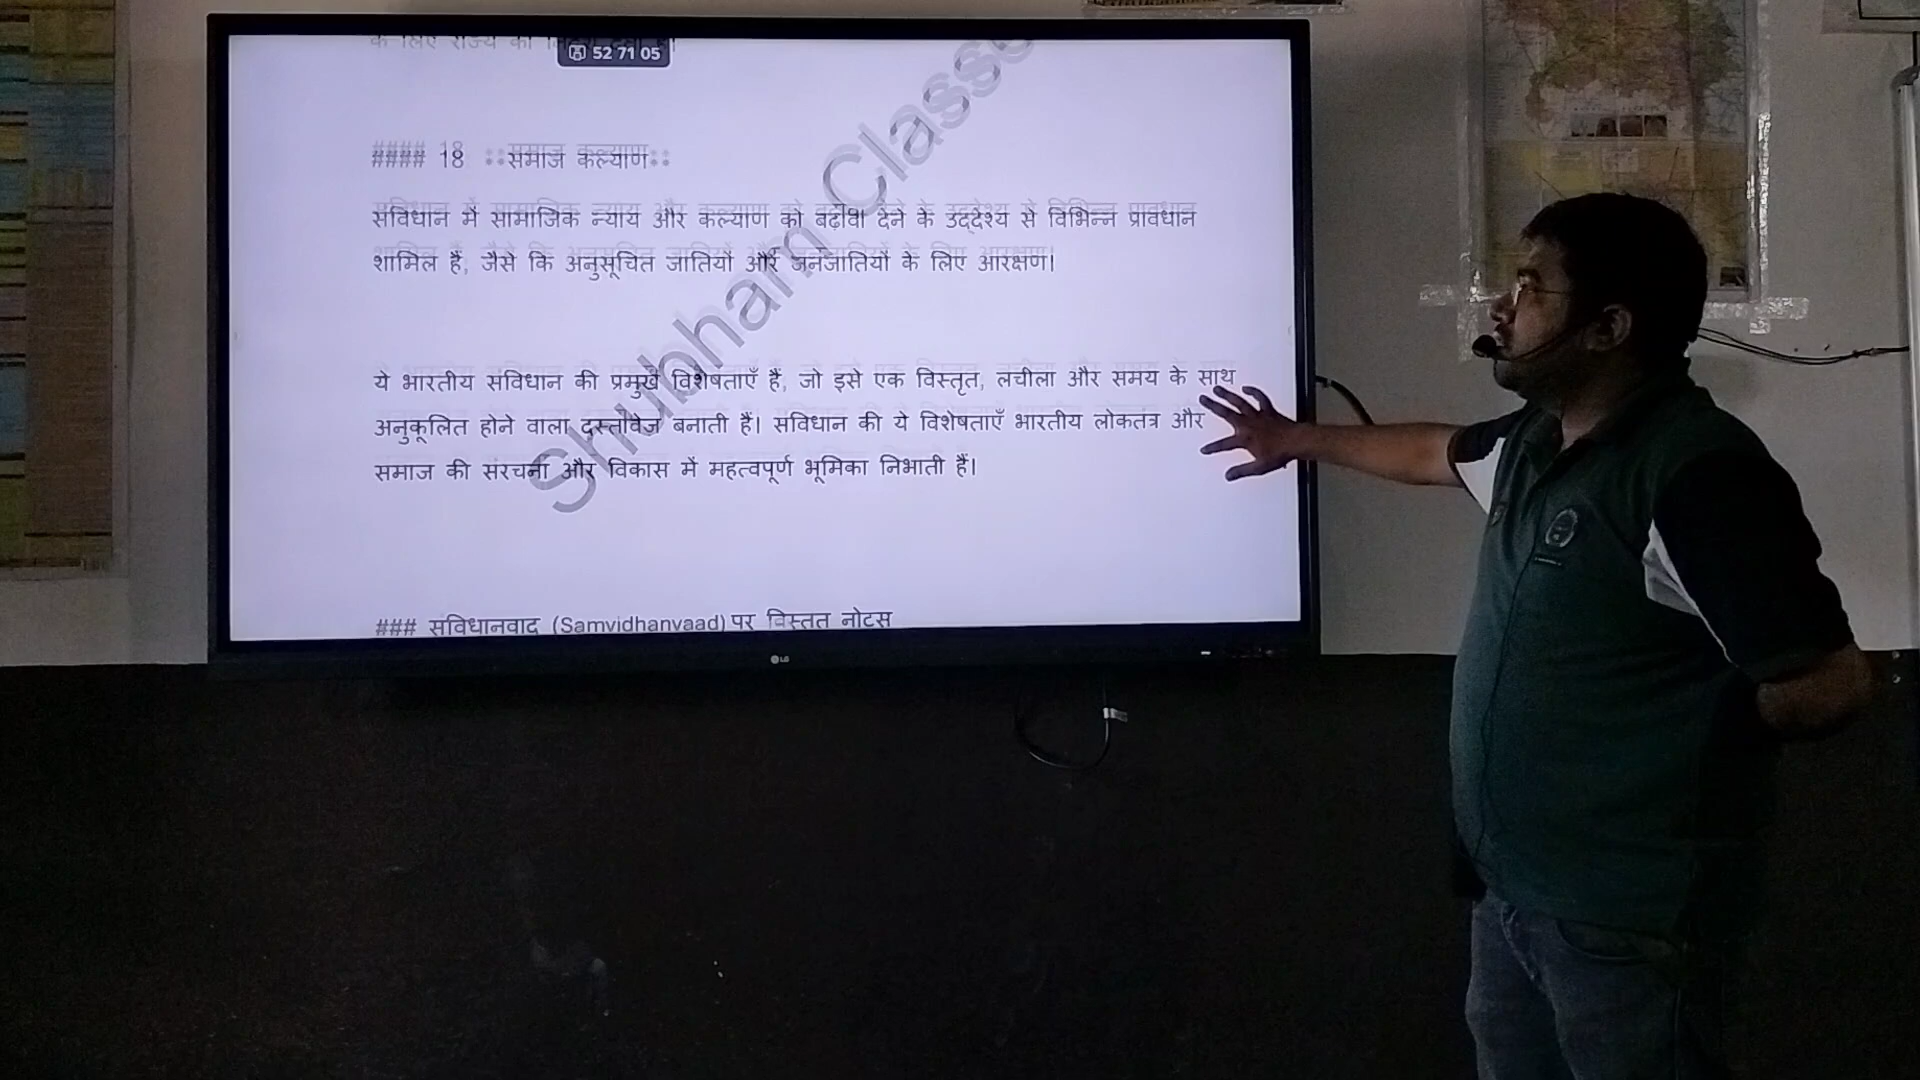 के लिए राज्य को
52 71 05
#### 18 **समाज कल्याण**
संविधान में सामाजिक न्याय और कल्याण को बढ़ावा देने के उद्देश्य से विभिन्न प्रावधान
शामिल हैं, जैसे कि अनुसूचित जातियों और जनजातियों के लिए आरक्षण।
ये भारतीय संविधान की प्रमुख विशेषताएँ हैं, जो इसे एक विस्तृत, लचीला और समय के साथ
अनुकूलित होने वाला दस्तावेज बनाती हैं। संविधान की ये विशेषताएँ भारतीय लोकतंत्र और
समाज की संरचना और विकास में महत्वपूर्ण भूमिका निभाती हैं।
### संविधानवाद (Samvidhanvaad) पर विस्तृत नोट्स
Shubham Classes
LG